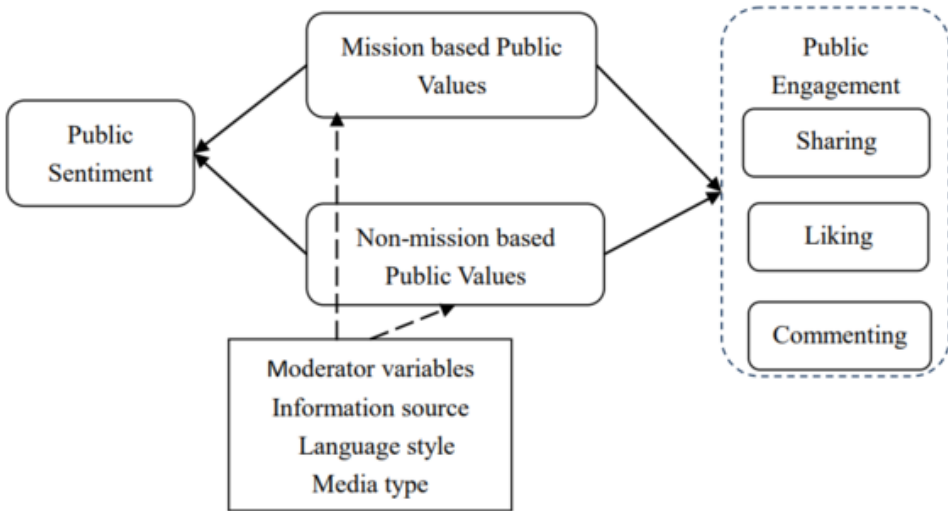 Mission based Public
Values
Public
Engagement
Sharing
Public
Sentiment
Non-mission based
Public Values
Liking
Commenting
Moderator variables
Information source
Language style
Media type